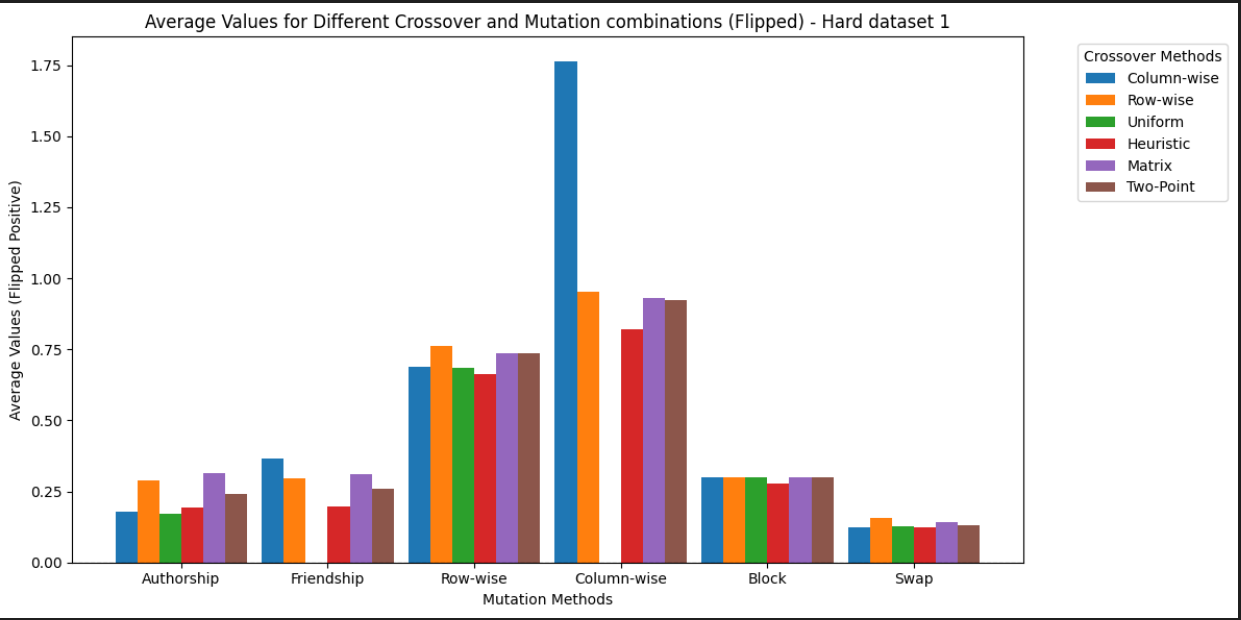 Average Values for Different Crossover and Mutation combinations (Flipped) - Hard dataset 1
Average Values (Flipped Positive)
1.75
1.50
1.25
1.00
0.75
0.50
0.25
0.00
Authorship
Friendship
Row-wise
Column-wise
Block
Swap
Mutation Methods
Crossover Methods
Column-wise
Row-wise
Uniform
Heuristic
Matrix
Two-Point